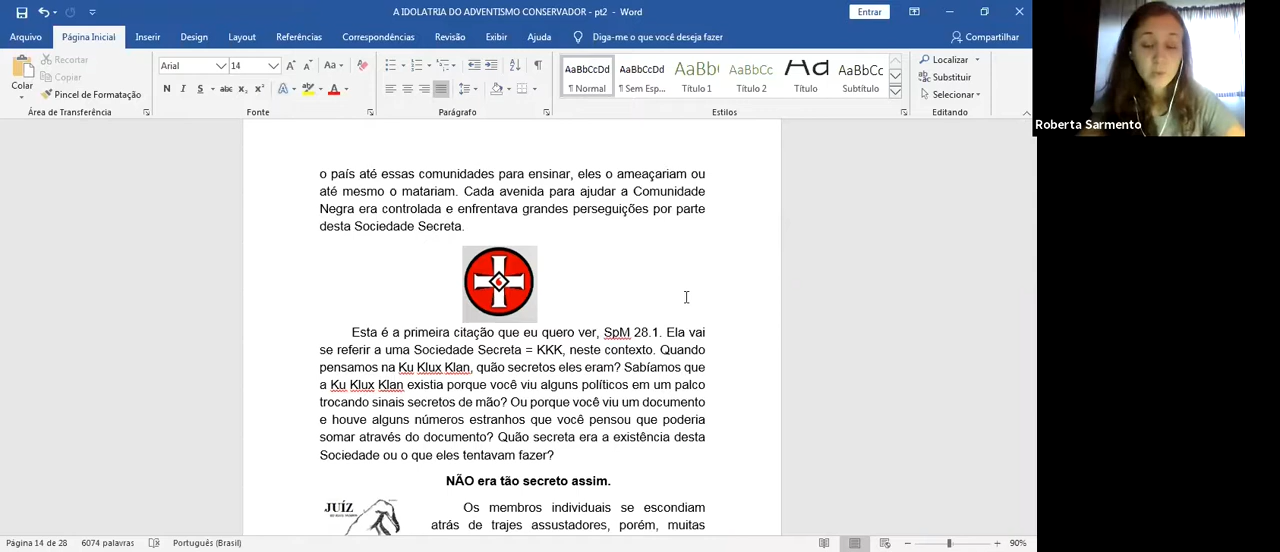 A IDOLATRIA DO ADVENTISMO CONSERVADOR - pt2 - Word
Entrar
Arquivo Página Inicial Inserir Design Layout Referências Correspondências Revisão Exibir Ajuda Diga-me o que você deseja fazer Compartilhar
Colar
Recortar
Copiar
Pincel de Formatação
Área de Transferência
Arial 14
N I S abc x₂ x²
Fonte
Parágrafo
AaBbCcDd AaBbCcDd AaBbC AaBbCc AaB AaBbCcC
¶ Normal ¶ Sem Esp... Título 1 Título 2 Título Subtítulo
Estilos
Localizar
Substituir
Selecionar
Editando
Roberta Sarmento
o país até essas comunidades para ensinar, eles o ameaçariam ou
até mesmo o matariam. Cada avenida para ajudar a Comunidade
Negra era controlada e enfrentava grandes perseguições por parte
desta Sociedade Secreta.
Esta é a primeira citação que eu quero ver, SpM 28.1. Ela vai
se referir a uma Sociedade Secreta = KKK, neste contexto. Quando
pensamos na Ku Klux Klan, quão secretos eles eram? Sabíamos que
a Ku Klux Klan existia porque você viu alguns políticos em um palco
trocando sinais secretos de mão? Ou porque você viu um documento
e houve alguns números estranhos que você pensou que poderia
somar através do documento? Quão secreta era a existência desta
Sociedade ou o que eles tentavam fazer?
NÃO era tão secreto assim.
JUÍZ
Os membros individuais se escondiam
atrás de trajes assustadores, porém, muitas
Página 14 de 28 6074 palavras Português (Brasil) 90%